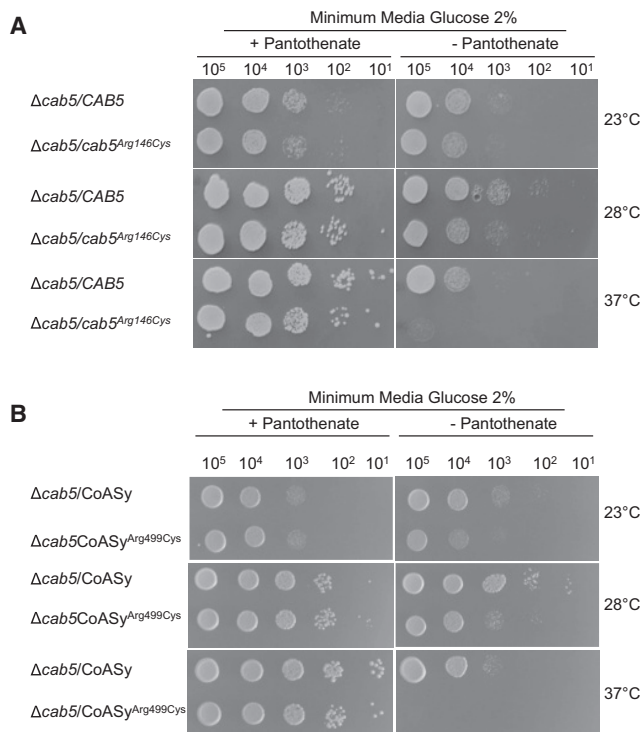 A
Minimum Media Glucose 2%
+ Pantothenate - Pantothenate
10⁵ 10⁴ 10³ 10² 10¹ 10⁵ 10⁴ 10³ 10² 10¹
Δcab5/CAB5
Δcab5/cab5^Arg146Cys
23°C
Δcab5/CAB5
Δcab5/cab5^Arg146Cys
28°C
Δcab5/CAB5
Δcab5/cab5^Arg146Cys
37°C
B
Minimum Media Glucose 2%
+ Pantothenate - Pantothenate
10⁵ 10⁴ 10³ 10² 10¹ 10⁵ 10⁴ 10³ 10² 10¹
Δcab5/CoASy
Δcab5CoASy^Arg499Cys
23°C
Δcab5/CoASy
Δcab5CoASy^Arg499Cys
28°C
Δcab5/CoASy
Δcab5/CoASy^Arg499Cys
37°C